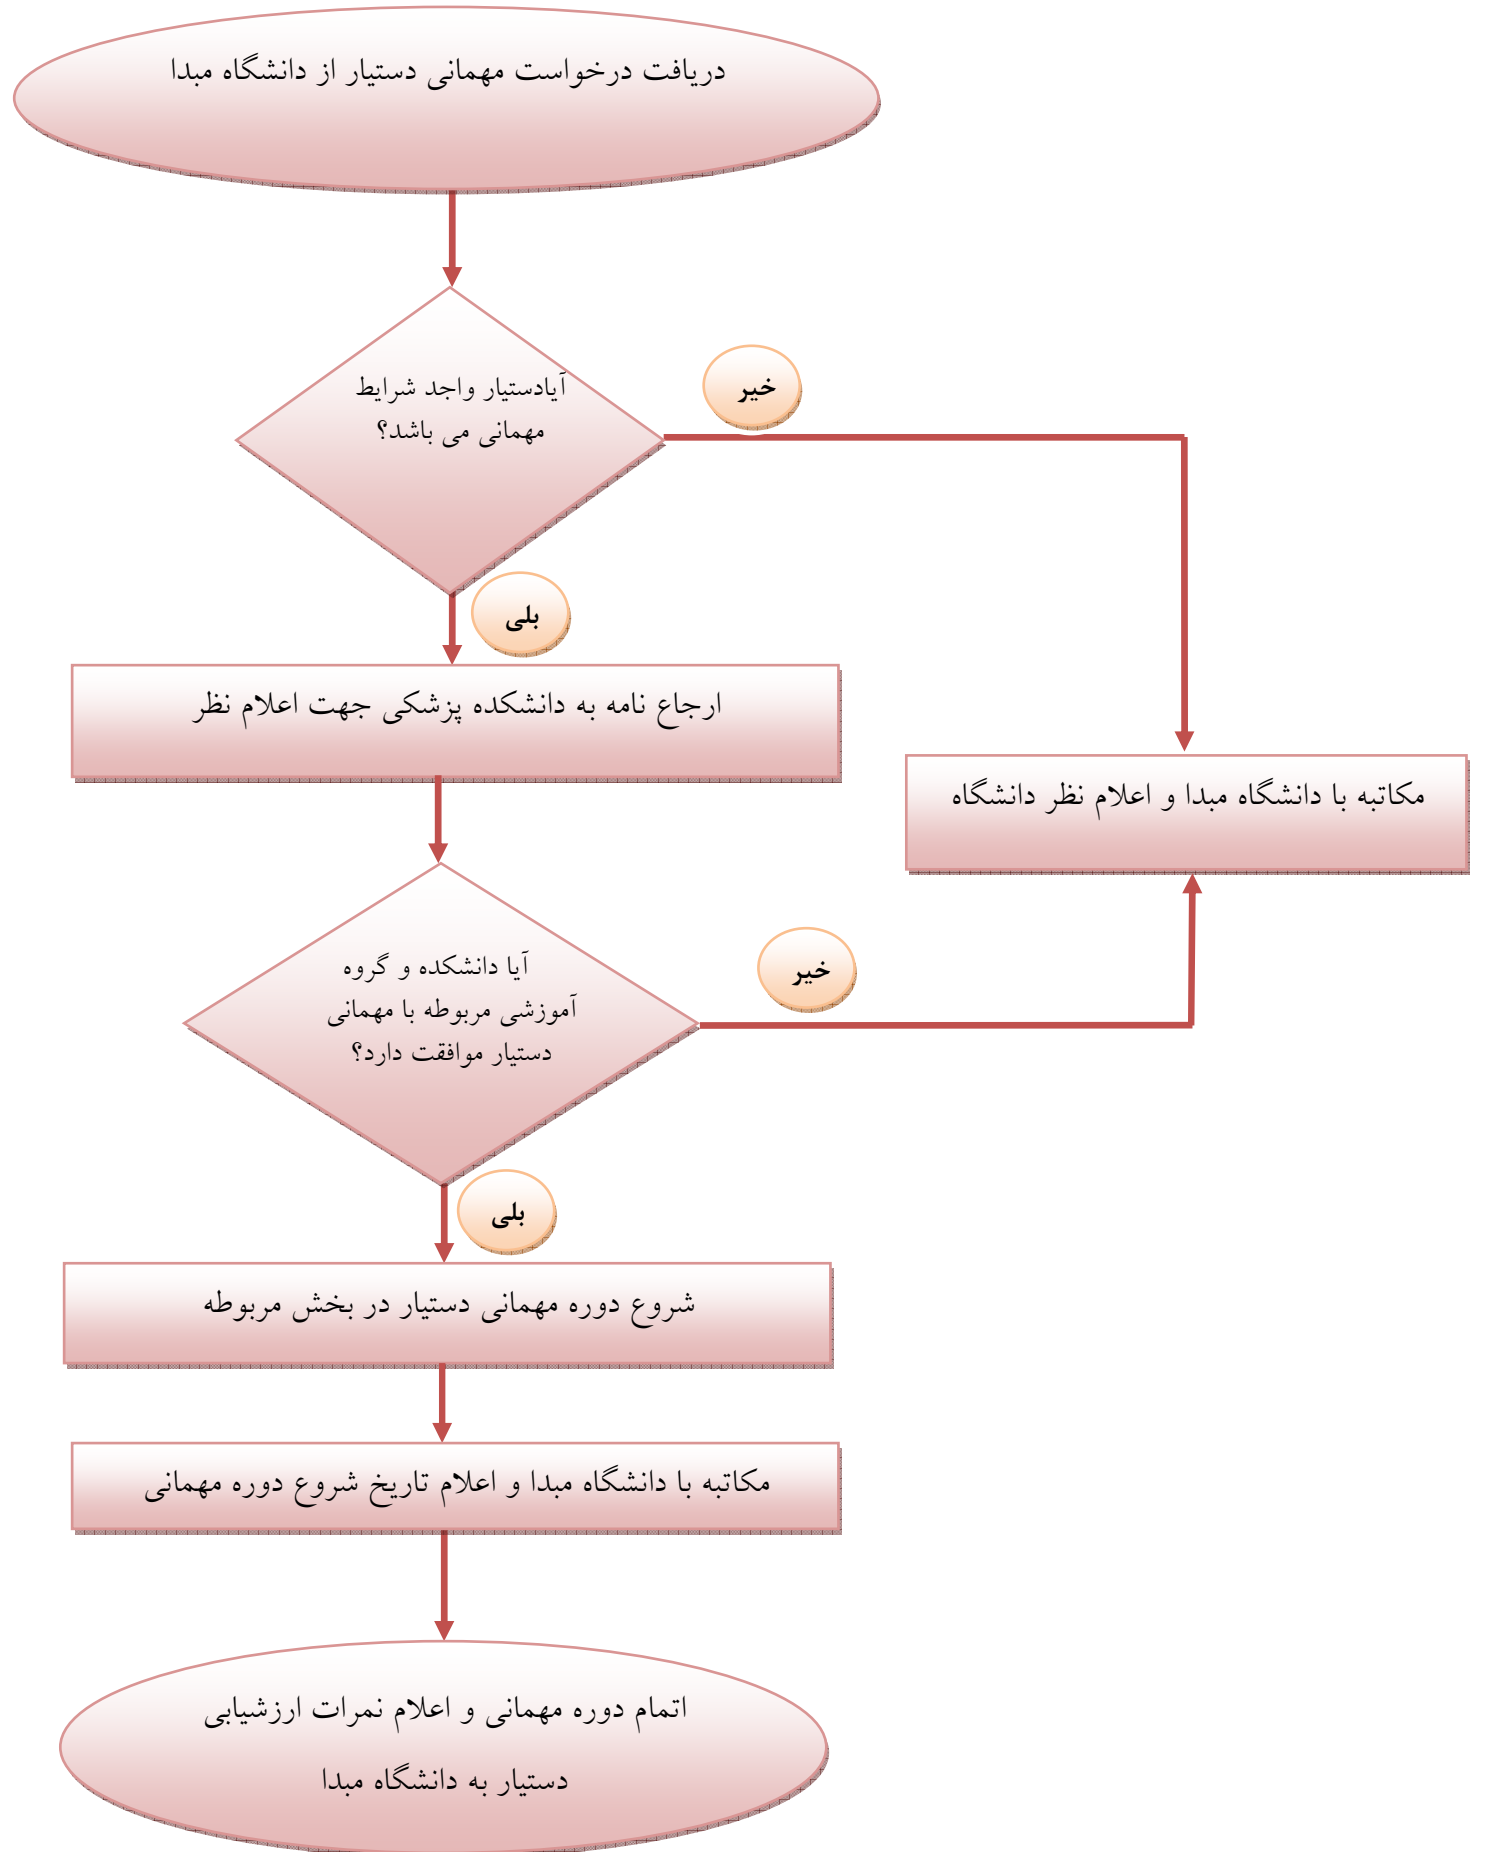 دریافت درخواست مهمانی دستیار از دانشگاه مبدا
آیادستیار واجد شرایط
مهمانی می باشد؟
خیر
بلی
ارجاع نامه به دانشکده پزشکی جهت اعلام نظر
مکاتبه با دانشگاه مبدا و اعلام نظر دانشگاه
آیا دانشکده و گروه
آموزشی مربوطه با مهمانی
دستیار موافقت دارد؟
خیر
بلی
شروع دوره مهمانی دستیار در بخش مربوطه
مکاتبه با دانشگاه مبدا و اعلام تاریخ شروع دوره مهمانی
اتمام دوره مهمانی و اعلام نمرات ارزشیابی
دستیار به دانشگاه مبدا